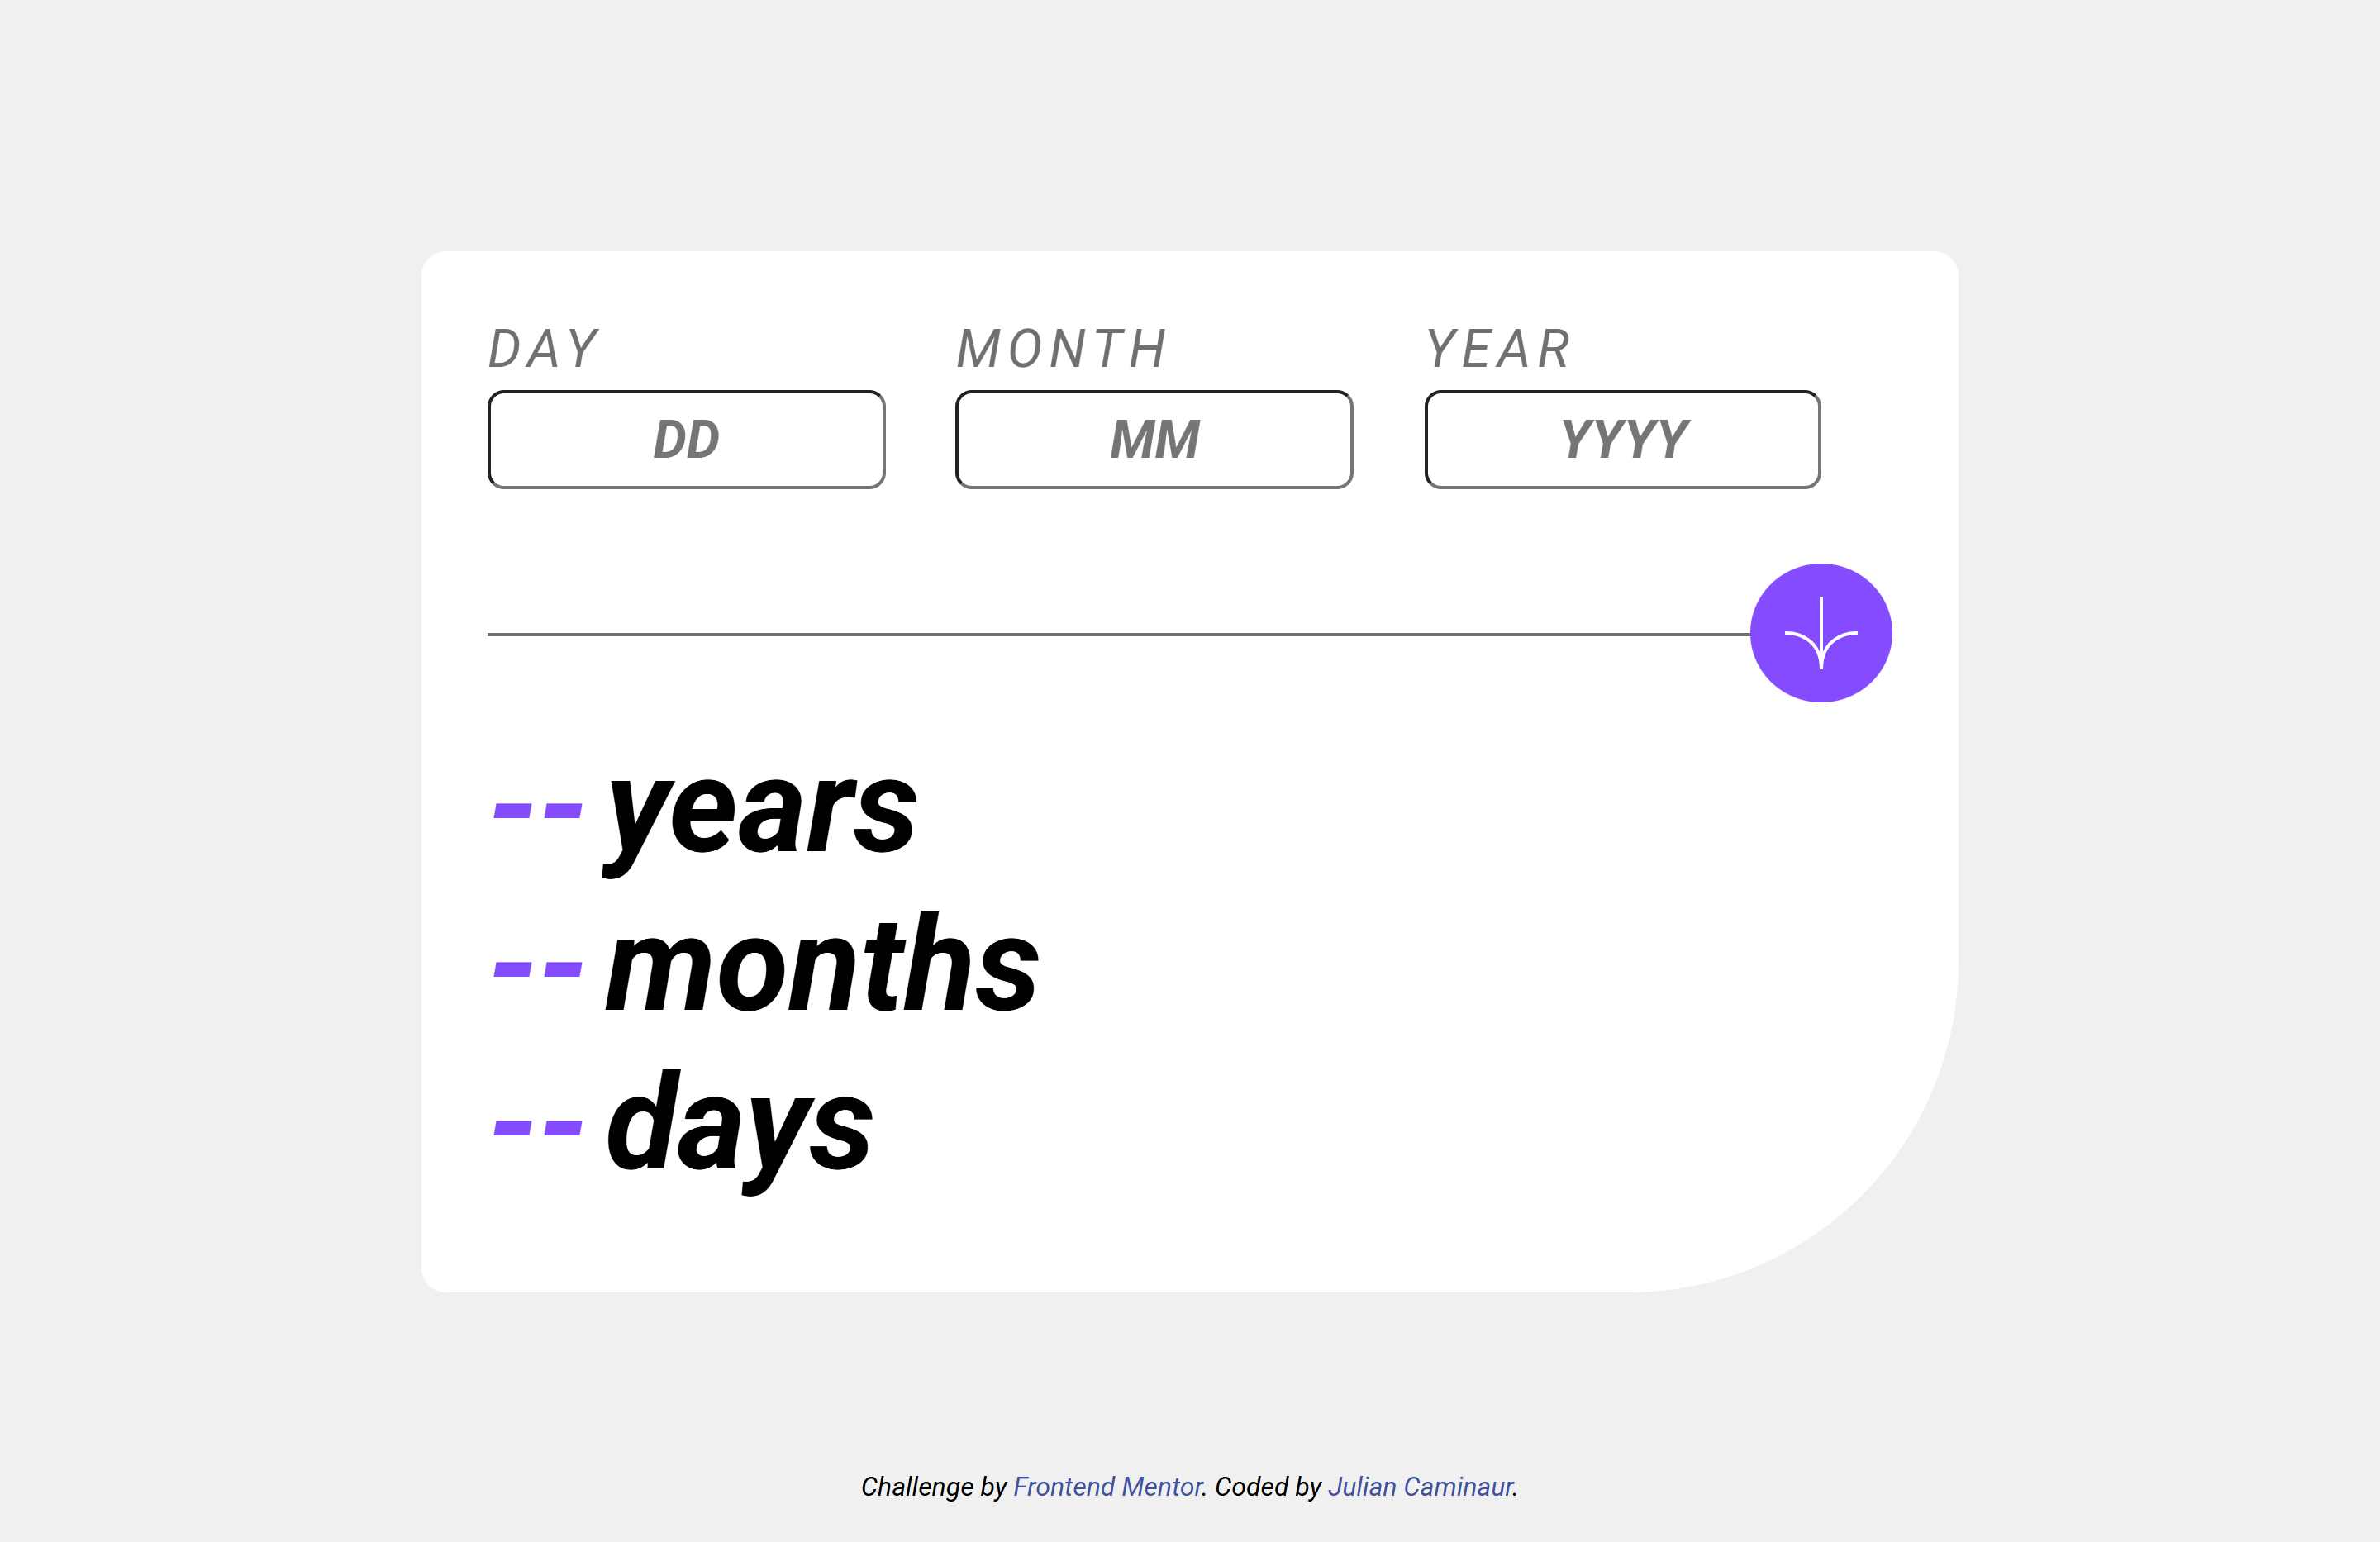 DAY MONTH YEAR
DD MM YYYY
-- years
-- months
-- days
Challenge by Frontend Mentor. Coded by Julian Caminaur.